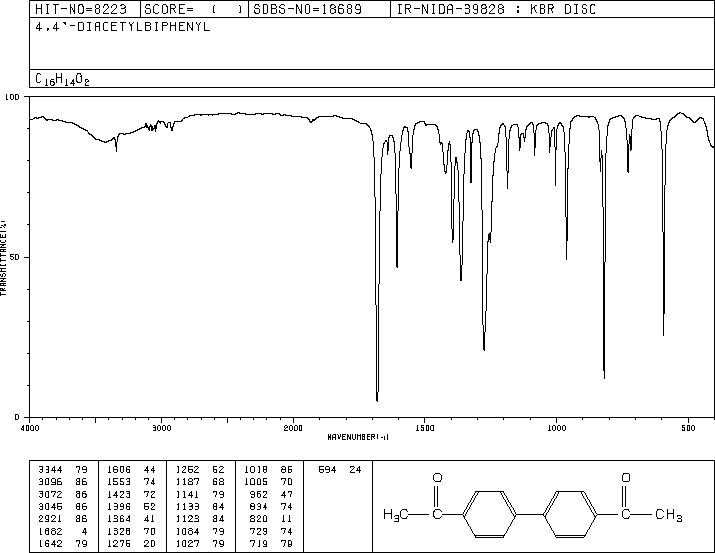 HIT-NO=8223 SCORE= ( ) SDBS-NO=18689 IR-NIDA-39828 : KBR DISC
4,4'-DIACETYLBIPHENYL
C16H14O2
100
50
0
TRANSMITTANCE(%)
4000 3000 2000 1500 1000 500
WAVENUMBER(-1)
3344 79 1606 44 1262 52 1018 86 594 24
3096 86 1553 74 1187 68 1005 70
3072 86 1423 72 1141 79 962 47
3046 86 1396 52 1139 84 834 74
2921 86 1364 41 1123 84 820 11
1682 4 1328 70 1084 79 729 74
1642 79 1276 20 1027 79 719 79
O O
H3C C C CH3